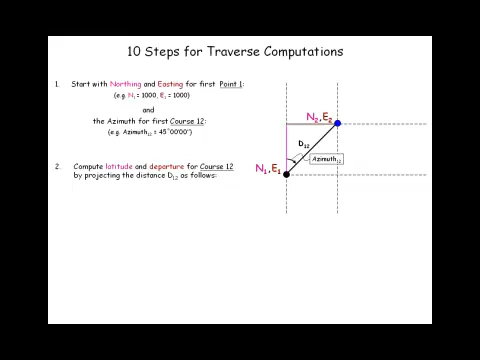 10 Steps for Traverse Computations
1. Start with Northing and Easting for first Point 1:
(e.g. N₁ = 1000, E₁ = 1000)
and
the Azimuth for first Course 12:
(e.g. Azimuth₁₂ = 45°00'00")
N₂,E₂
D₁₂
Azimuth₁₂
N₁,E₁
2. Compute latitude and departure for Course 12
by projecting the distance D₁₂ as follows: